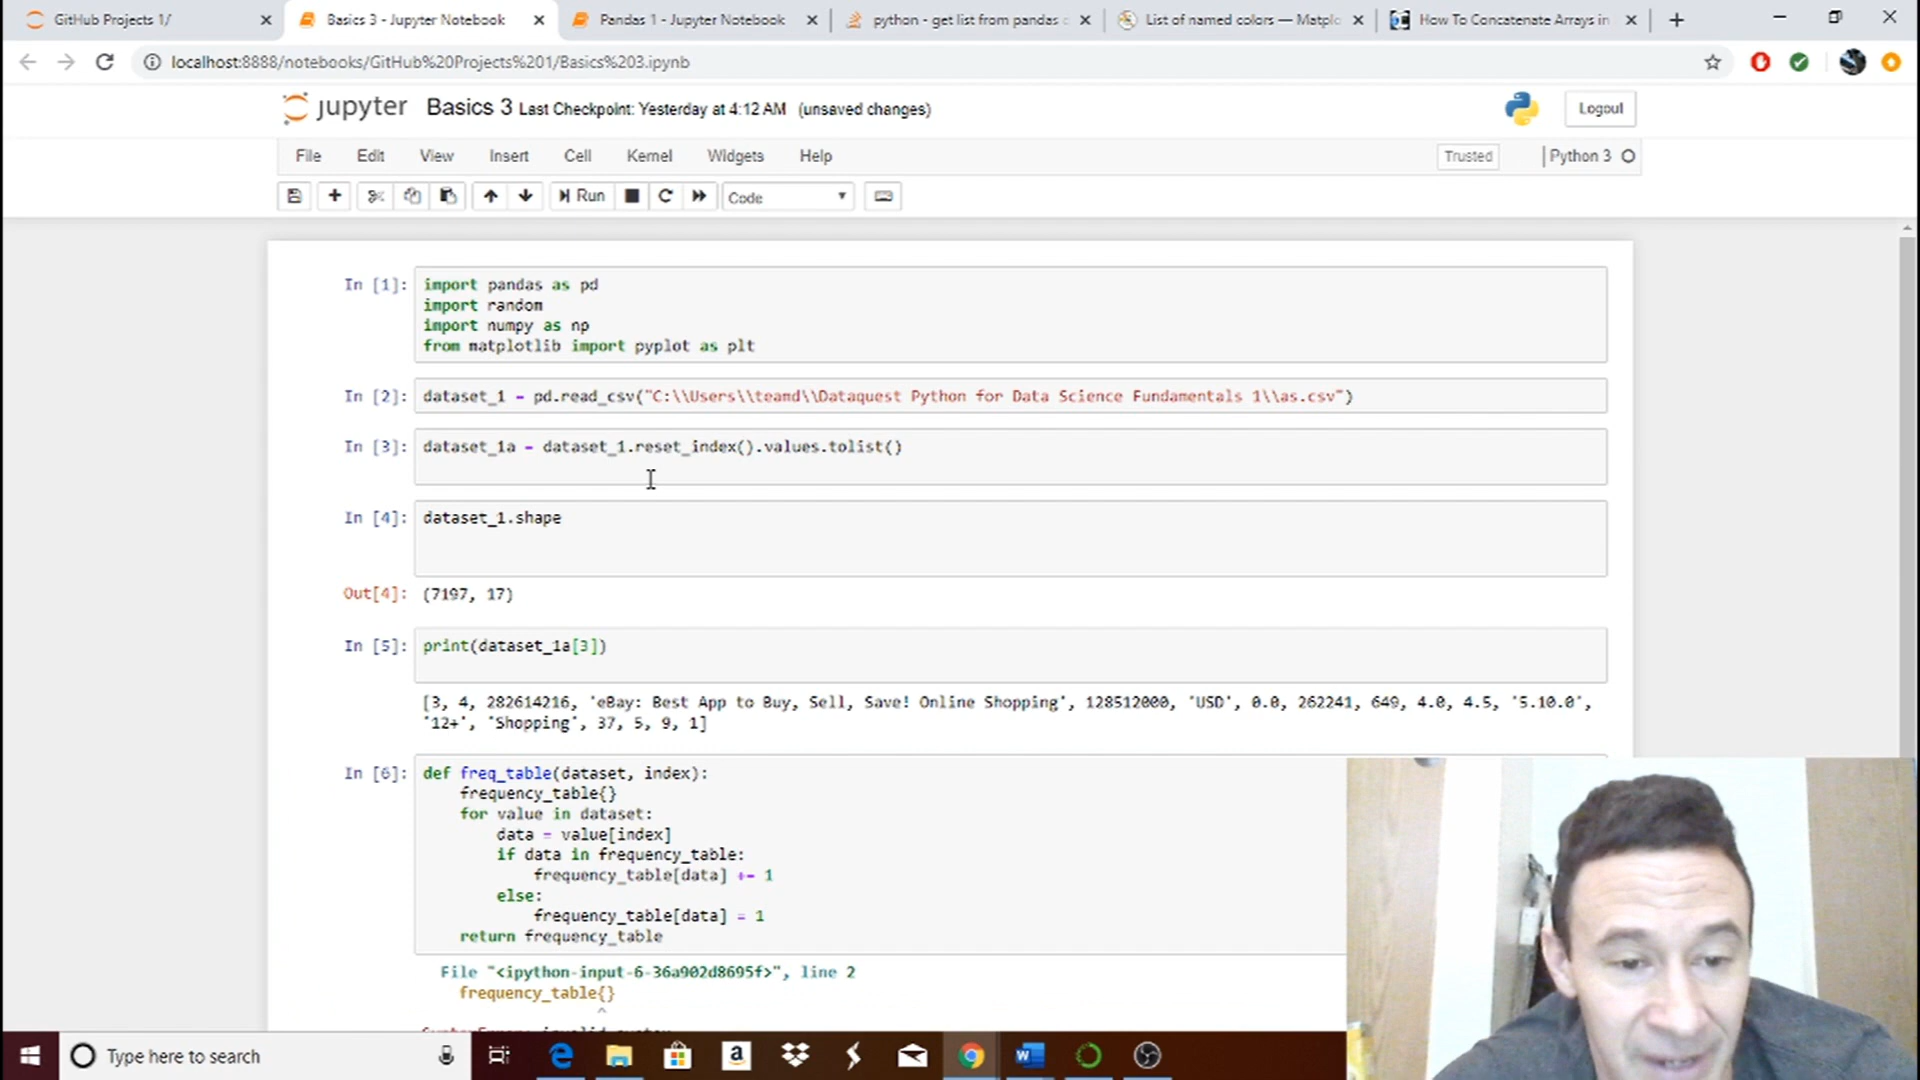 GitHub Projects 1/
Basics 3 - Jupyter Notebook
Pandas 1 - Jupyter Notebook
python - get list from pandas
List of named colors — Matplo
How To Concatenate Arrays in
localhost:8888/notebooks/GitHub%20Projects%201/Basics%203.ipynb
jupyter Basics 3 Last Checkpoint: Yesterday at 4:12 AM (unsaved changes)
Logout
File Edit View Insert Cell Kernel Widgets Help
Trusted
Python 3
Run
Code
In [1]: import pandas as pd
import random
import numpy as np
from matplotlib import pyplot as plt
In [2]: dataset_1 = pd.read_csv("C:\\Users\\teamd\\Dataquest Python for Data Science Fundamentals 1\\as.csv")
In [3]: dataset_1a = dataset_1.reset_index().values.tolist()
In [4]: dataset_1.shape
Out[4]: (7197, 17)
In [5]: print(dataset_1a[3])
[3, 4, 282614216, 'eBay: Best App to Buy, Sell, Save! Online Shopping', 128512000, 'USD', 0.0, 262241, 649, 4.0, 4.5, '5.10.0',
'12+', 'Shopping', 37, 5, 9, 1]
In [6]: def freq_table(dataset, index):
frequency_table{}
for value in dataset:
data = value[index]
if data in frequency_table:
frequency_table[data] += 1
else:
frequency_table[data] = 1
return frequency_table
File "<ipython-input-6-36a902d8695f>", line 2
frequency_table{}
^
Type here to search